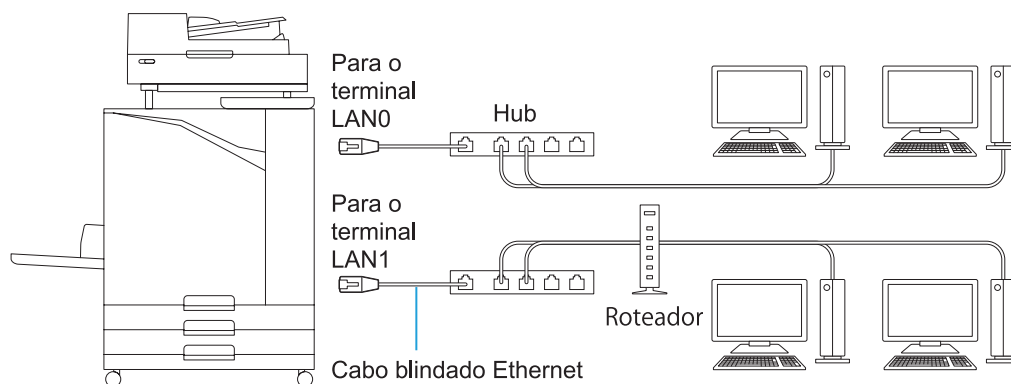 Para o
terminal
LAN0
Hub
Para o
terminal
LAN1
Roteador
Cabo blindado Ethernet